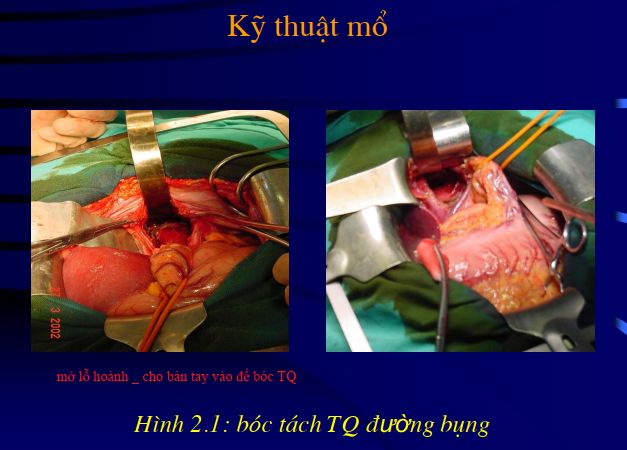 Kỹ thuật mổ
3 2002
mở lỗ hoành _ cho bàn tay vào để bóc TQ
Hình 2.1: bóc tách TQ đường bụng